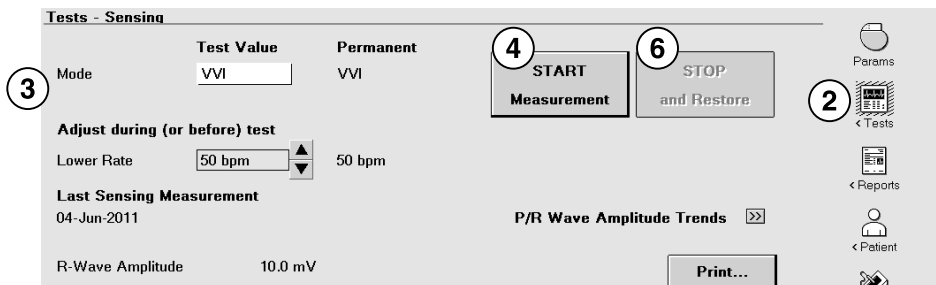 Tests - Sensing
Test Value Permanent
3 Mode VVI VVI
4 START Measurement
6 STOP and Restore
Adjust during (or before) test
Lower Rate 50 bpm 50 bpm
Last Sensing Measurement
04-Jun-2011
P/R Wave Amplitude Trends >>
R-Wave Amplitude 10.0 mV
Print...
Params
2
< Tests
< Reports
< Patient